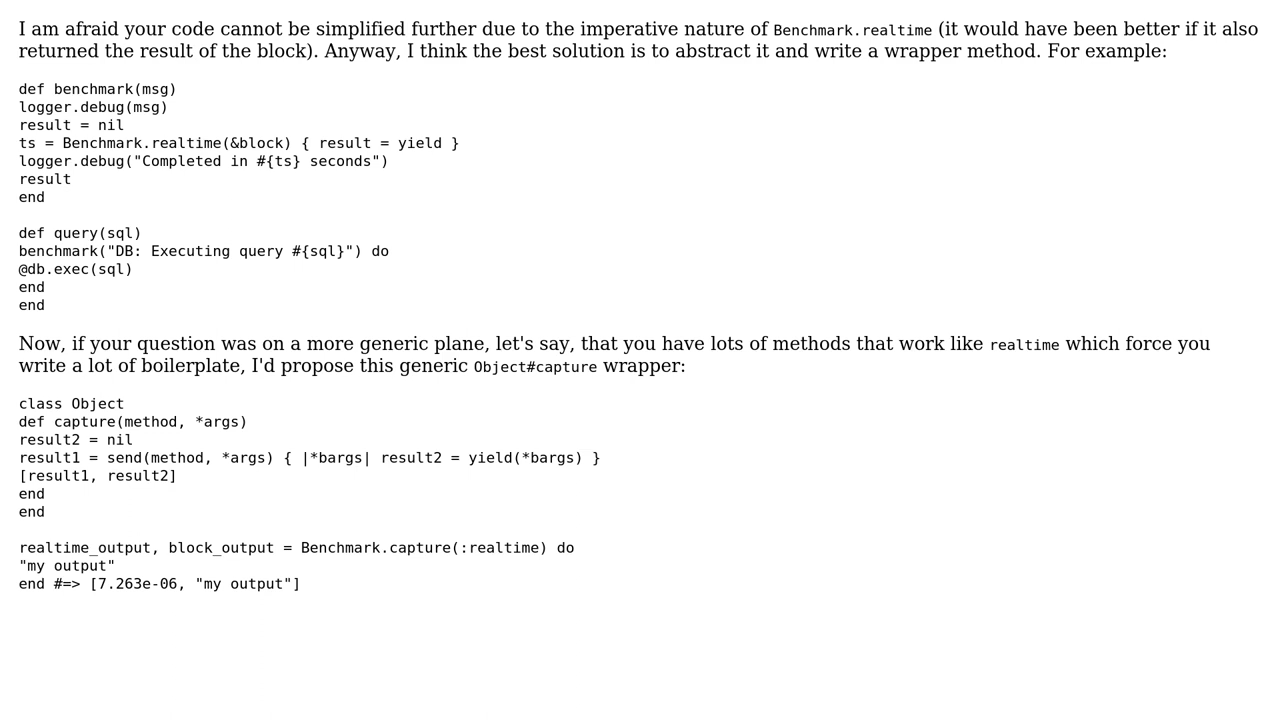 I am afraid your code cannot be simplified further due to the imperative nature of Benchmark.realtime (it would have been better if it also
returned the result of the block). Anyway, I think the best solution is to abstract it and write a wrapper method. For example:
def benchmark(msg)
logger.debug(msg)
result = nil
ts = Benchmark.realtime(&block) { result = yield }
logger.debug("Completed in #{ts} seconds")
result
end
def query(sql)
benchmark("DB: Executing query #{sql}") do
@db.exec(sql)
end
end
Now, if your question was on a more generic plane, let's say, that you have lots of methods that work like realtime which force you
write a lot of boilerplate, I'd propose this generic Object#capture wrapper:
class Object
def capture(method, *args)
result2 = nil
result1 = send(method, *args) { |*bargs| result2 = yield(*bargs) }
[result1, result2]
end
end
realtime_output, block_output = Benchmark.capture(:realtime) do
"my output"
end #=> [7.263e-06, "my output"]